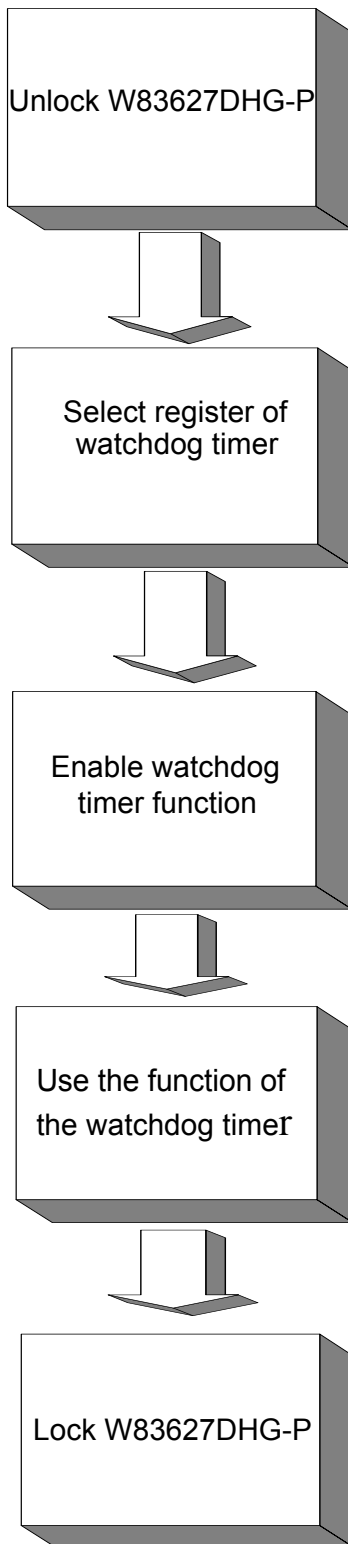 Unlock W83627DHG-P
Select register of
watchdog timer
Enable watchdog
timer function
Use the function of
the watchdog timer
Lock W83627DHG-P